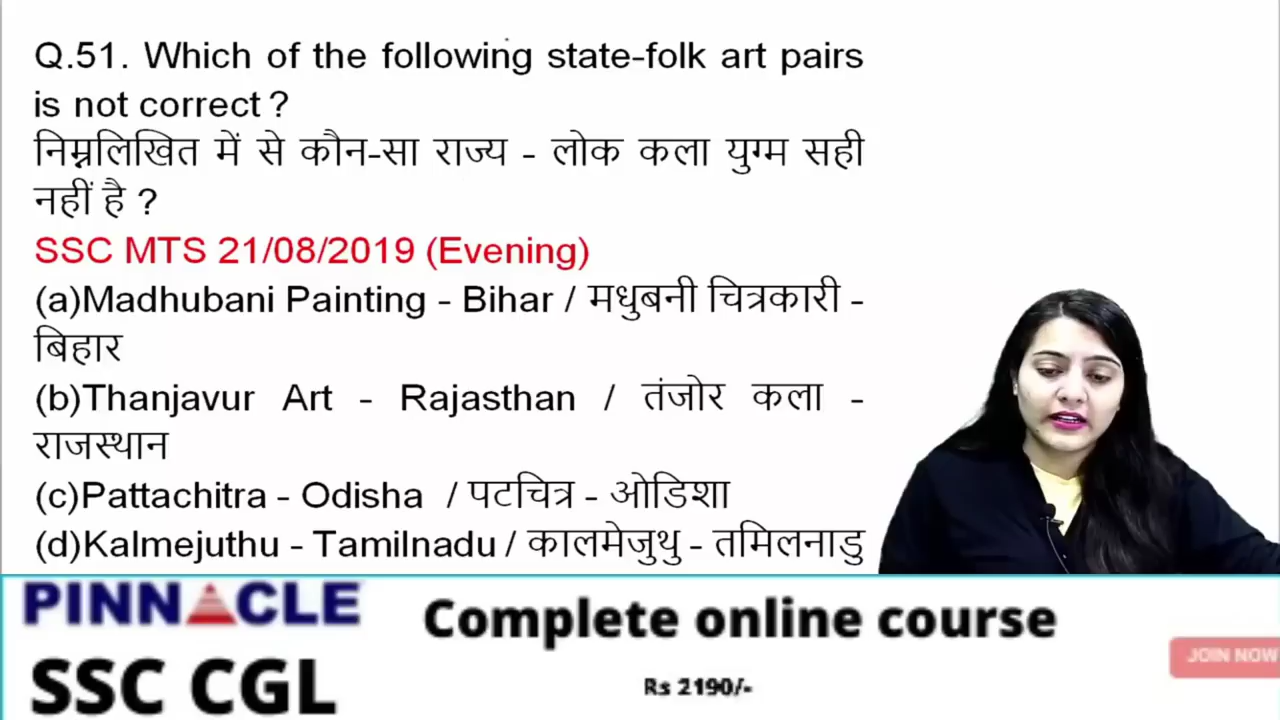 Q.51. Which of the following state-folk art pairs
is not correct ?
निम्नलिखित में से कौन-सा राज्य - लोक कला युग्म सही
नहीं है ?
SSC MTS 21/08/2019 (Evening)
(a)Madhubani Painting - Bihar / मधुबनी चित्रकारी -
बिहार
(b)Thanjavur Art - Rajasthan / तंजोर कला -
राजस्थान
(c)Pattachitra - Odisha / पटचित्र - ओडिशा
(d)Kalmejuthu - Tamilnadu / कालमेजुथु - तमिलनाडु
PINNACLE
SSC CGL
Complete online course
Rs 2190/-
JOIN NOW